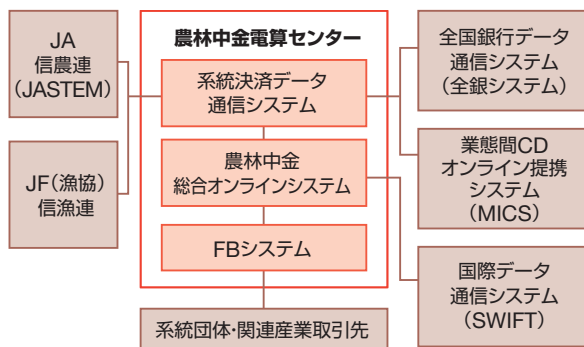 JA
信農連
(JASTEM)
JF(漁協)
信漁連
農林中金電算センター
系統決済データ
通信システム
農林中金
総合オンラインシステム
FBシステム
系統団体・関連産業取引先
全国銀行データ
通信システム
(全銀システム)
業態間CD
オンライン提携
システム
(MICS)
国際データ
通信システム
(SWIFT)